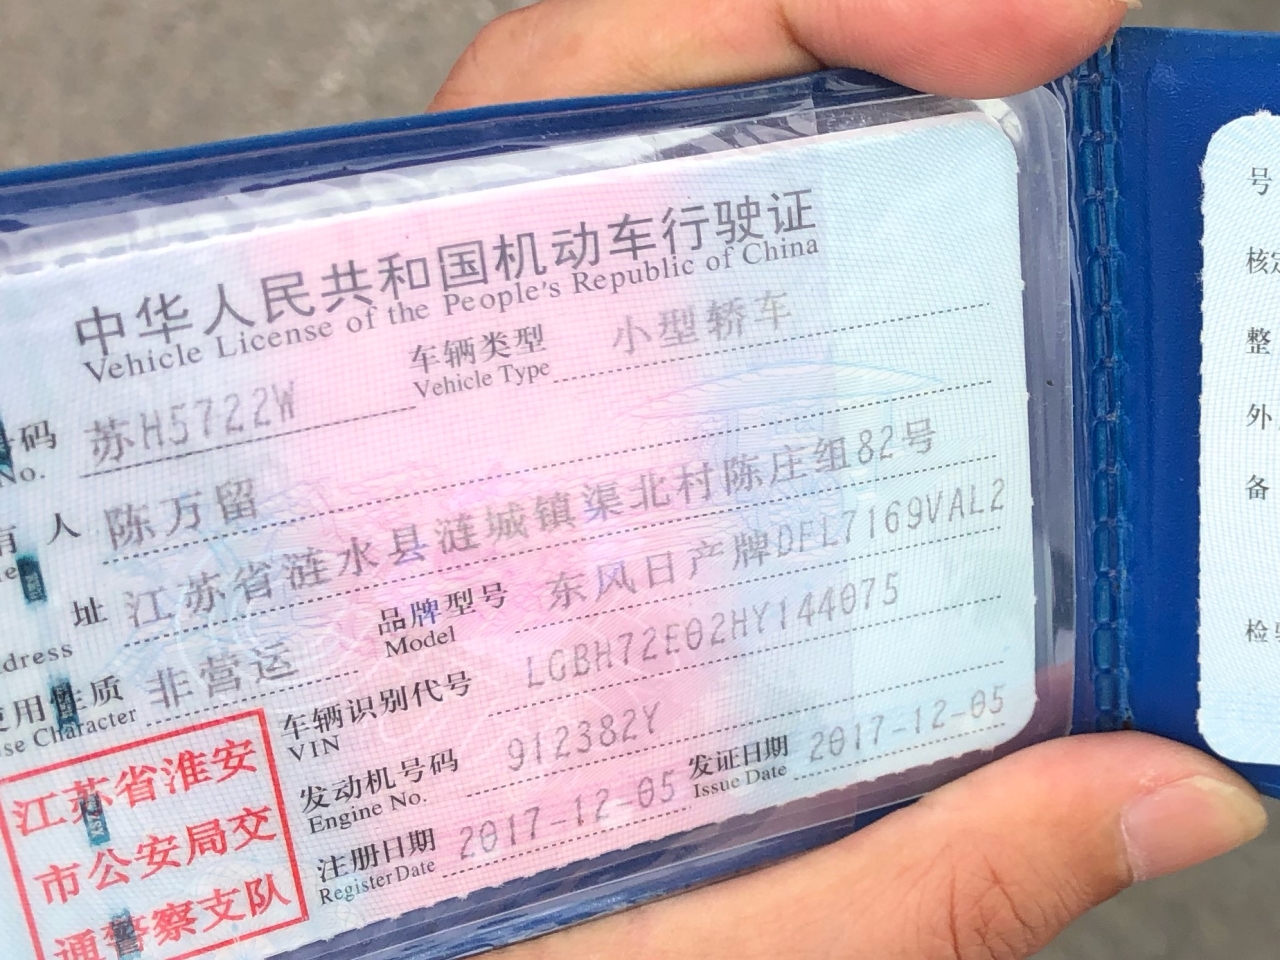 中华人民共和国机动车行驶证
Vehicle License of the People's Republic of China
号码 苏H5722W 车辆类型 小型轿车
No. Vehicle Type
有人 陈万留
址 江苏省涟水县涟城镇渠北村陈庄组82号
dress
使用性质 非营运 品牌型号 东风日产牌DFL7169VAL2
se Character Model
车辆识别代号 LGBH72E02HY144075
VIN
发动机号码 912382Y
Engine No.
注册日期 2017-12-05 发证日期 2017-12-05
Register Date Issue Date
江苏省淮安
市公安局交
通警察支队
号
核定
整
外
备
检验